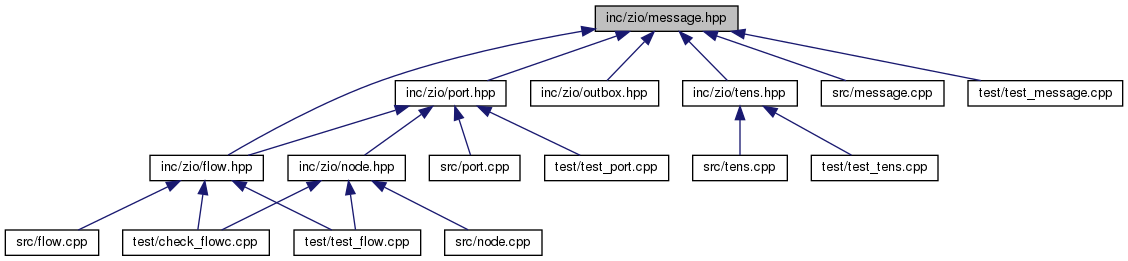 inc/zio/message.hpp
inc/zio/port.hpp
inc/zio/outbox.hpp
inc/zio/tens.hpp
src/message.cpp
test/test_message.cpp
inc/zio/flow.hpp
inc/zio/node.hpp
src/port.cpp
test/test_port.cpp
src/tens.cpp
test/test_tens.cpp
src/flow.cpp
test/check_flowc.cpp
test/test_flow.cpp
src/node.cpp